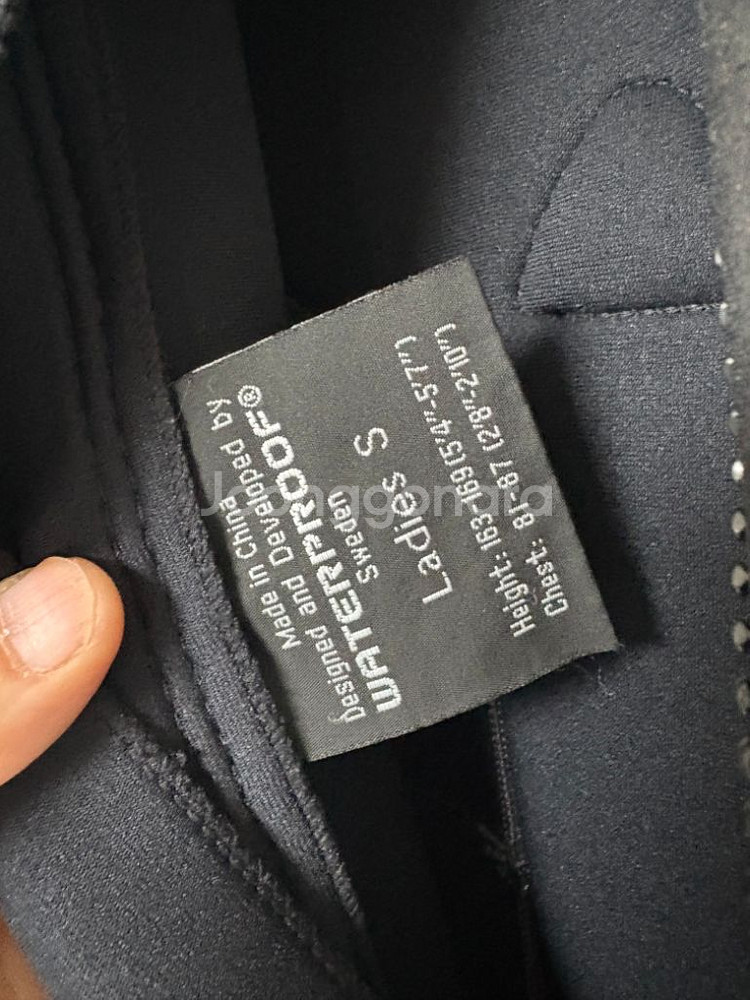 Made in China
Designed and Developed by
WATERPROOF®
Sweden
Ladies S
Height: 163-169 (5'4"-5'7")
Chest: 81-87 (2'8"-2'10")
Joonggonara